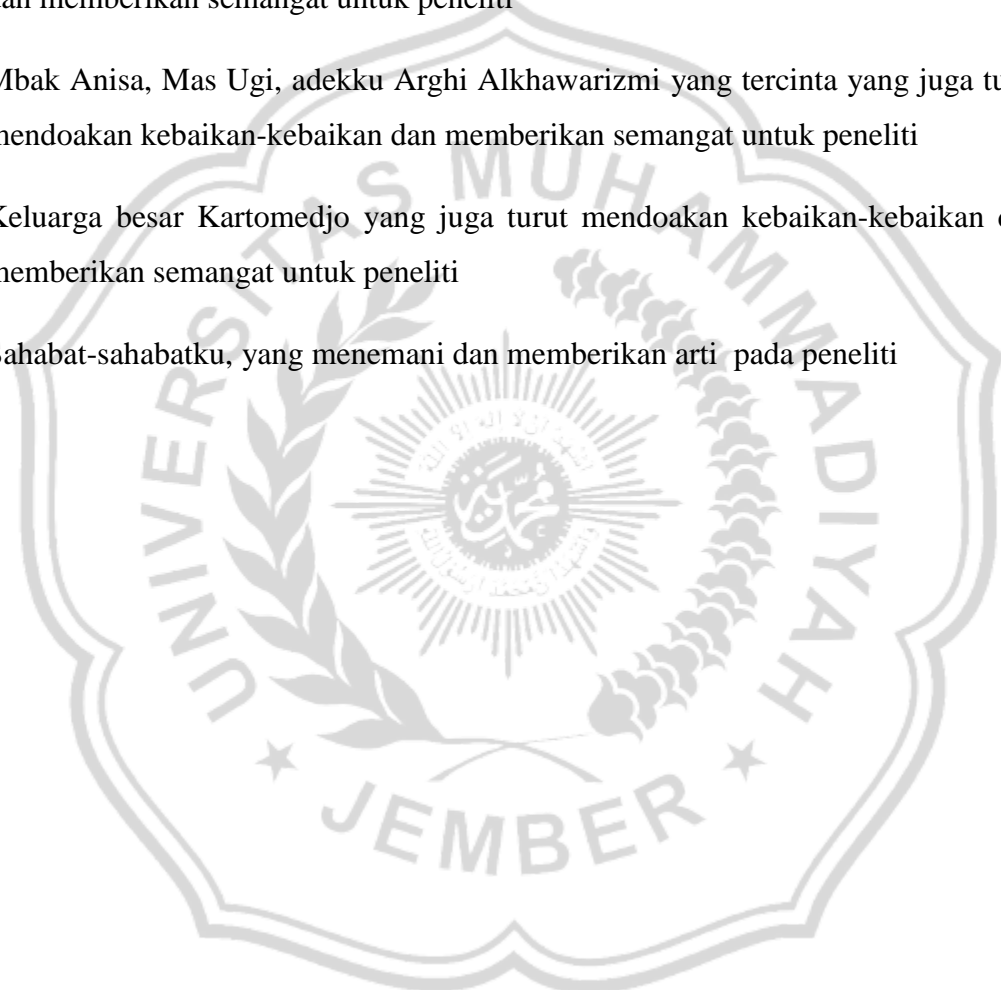 dan memberikan semangat untuk peneliti
Mbak Anisa, Mas Ugi, adekku Arghi Alkhawarizmi yang tercinta yang juga tu
mendoakan kebaikan-kebaikan dan memberikan semangat untuk peneliti
Keluarga besar Kartomedjo yang juga turut mendoakan kebaikan-kebaikan
memberikan semangat untuk peneliti
Sahabat-sahabatku, yang menemani dan memberikan arti  pada peneliti
UNIVERSITAS MUHAMMADIYAH
JEMBER